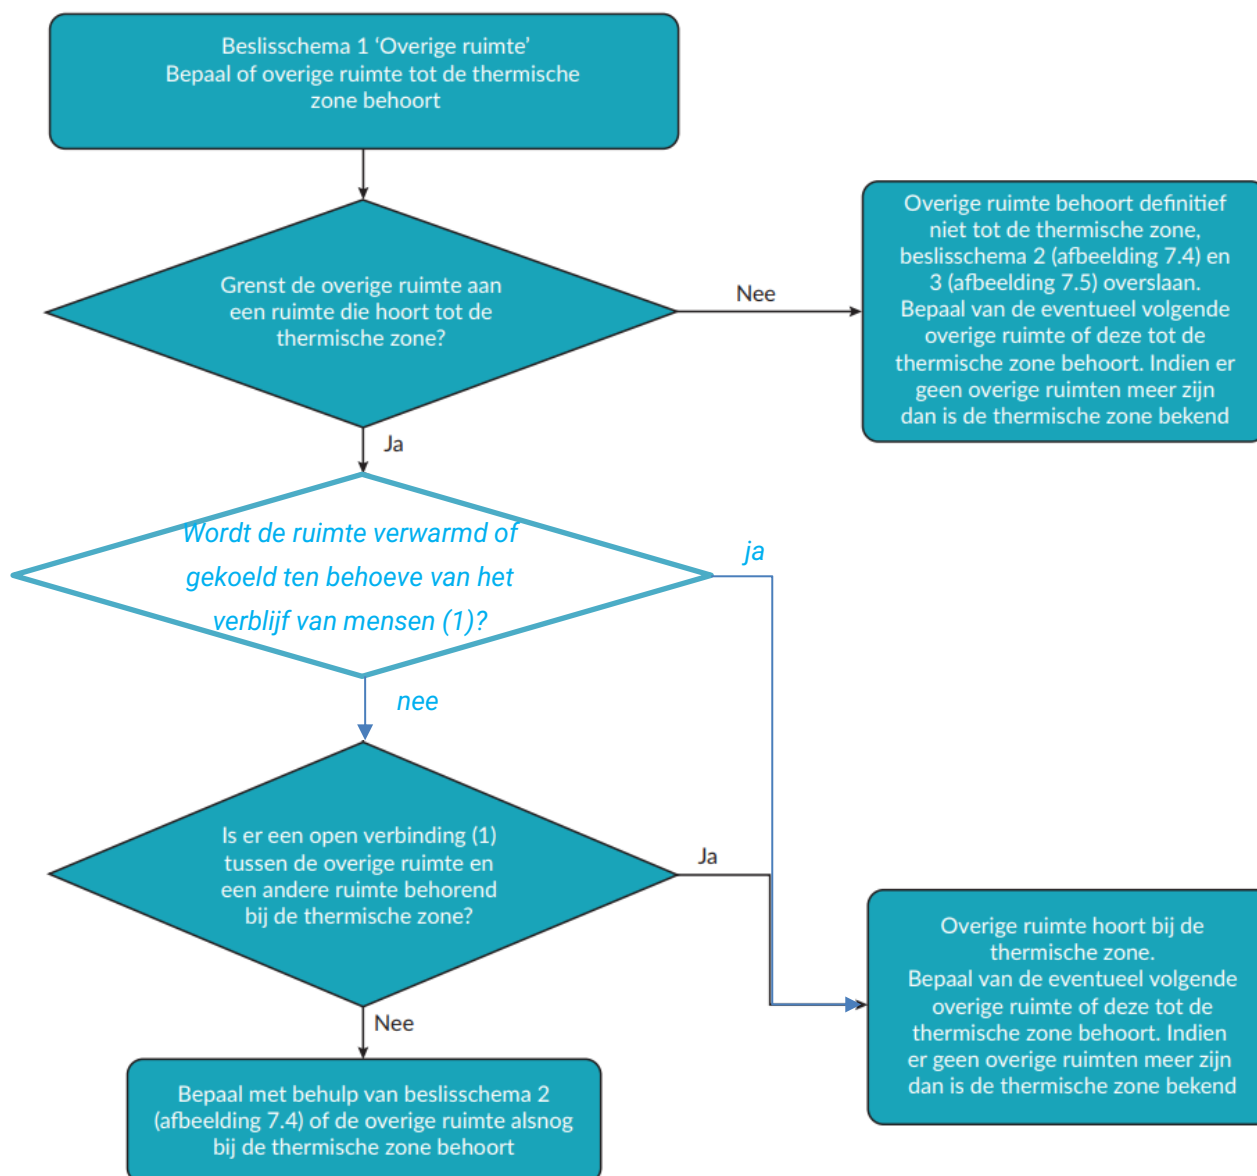 Beslisschema 1 ‘Overige ruimte’
Bepaal of overige ruimte tot de thermische
zone behoort
Grenst de overige ruimte aan
een ruimte die hoort tot de
thermische zone?
Nee
Overige ruimte behoort definitief
niet tot de thermische zone,
beslisschema 2 (afbeelding 7.4) en
3 (afbeelding 7.5) overslaan.
Bepaal van de eventueel volgende
overige ruimte of deze tot de
thermische zone behoort. Indien er
geen overige ruimten meer zijn
dan is de thermische zone bekend
Ja
Wordt de ruimte verwarmd of
gekoeld ten behoeve van het
verblijf van mensen (1)?
ja
nee
Is er een open verbinding (1)
tussen de overige ruimte en
een andere ruimte behorend
bij de thermische zone?
Ja
Overige ruimte hoort bij de
thermische zone.
Bepaal van de eventueel volgende
overige ruimte of deze tot de
thermische zone behoort. Indien
er geen overige ruimten meer zijn
dan is de thermische zone bekend
Nee
Bepaal met behulp van beslisschema 2
(afbeelding 7.4) of de overige ruimte alsnog
bij de thermische zone behoort